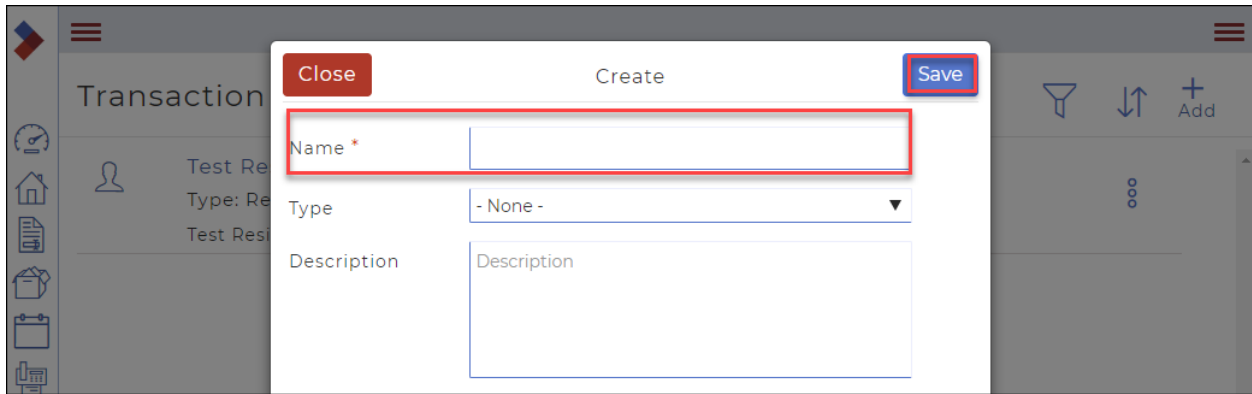 Close
Create
Save
Transaction
Add
Name *
Test Re
Type: Re
Type
- None -
Test Resi
Description
Description